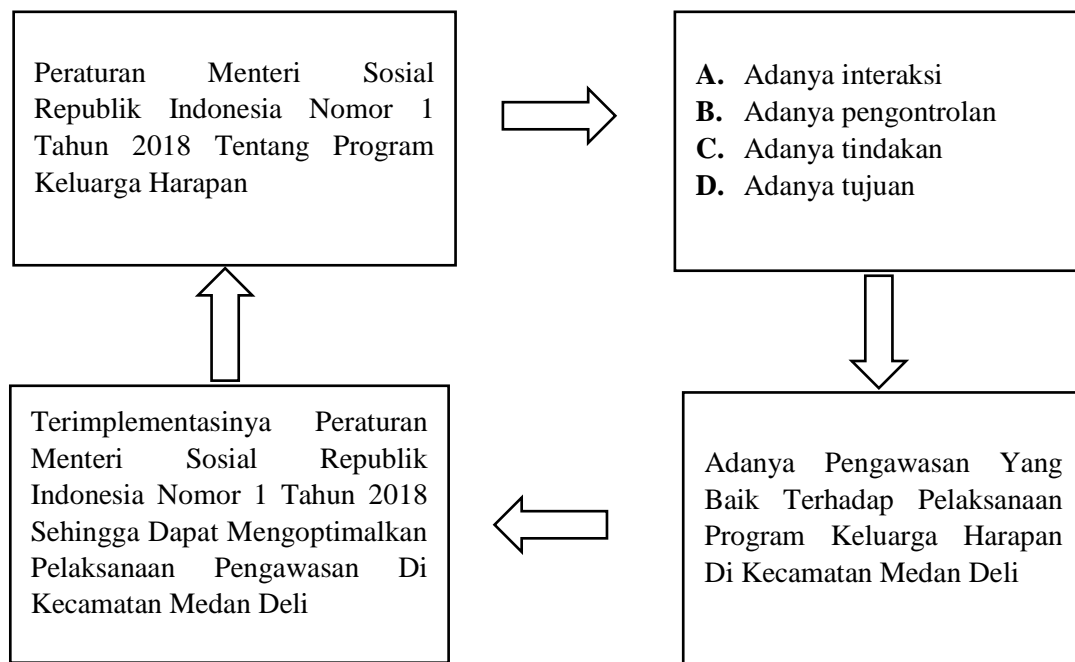 Peraturan Menteri Sosial
Republik Indonesia Nomor 1
Tahun 2018 Tentang Program
Keluarga Harapan
A. Adanya interaksi
B. Adanya pengontrolan
C. Adanya tindakan
D. Adanya tujuan
Adanya Pengawasan Yang
Baik Terhadap Pelaksanaan
Program Keluarga Harapan
Di Kecamatan Medan Deli
Terimplementasinya Peraturan
Menteri Sosial Republik
Indonesia Nomor 1 Tahun 2018
Sehingga Dapat Mengoptimalkan
Pelaksanaan Pengawasan Di
Kecamatan Medan Deli